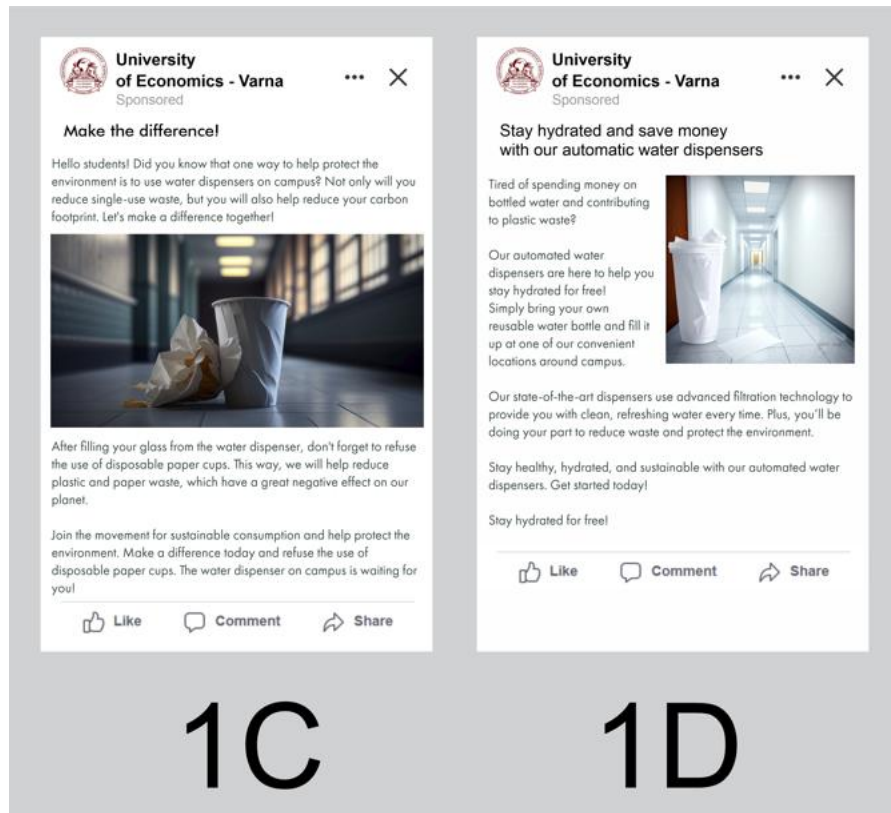 University
of Economics - Varna
Sponsored
Make the difference!
Hello students! Did you know that one way to help protect the
environment is to use water dispensers on campus? Not only will you
reduce single-use waste, but you will also help reduce your carbon
footprint. Let's make a difference together!
After filling your glass from the water dispenser, don't forget to refuse
the use of disposable paper cups. This way, we will help reduce
plastic and paper waste, which have a great negative effect on our
planet.
Join the movement for sustainable consumption and help protect the
environment. Make a difference today and refuse the use of
disposable paper cups. The water dispenser on campus is waiting for
you!
Like Comment Share
1C
University
of Economics - Varna
Sponsored
Stay hydrated and save money
with our automatic water dispensers
Tired of spending money on
bottled water and contributing
to plastic waste?
Our automated water
dispensers are here to help you
stay hydrated for free!
Simply bring your own
reusable water bottle and fill it
up at one of our convenient
locations around campus.
Our state-of-the-art dispensers use advanced filtration technology to
provide you with clean, refreshing water every time. Plus, you'll be
doing your part to reduce waste and protect the environment.
Stay healthy, hydrated, and sustainable with our automated water
dispensers. Get started today!
Stay hydrated for free!
Like Comment Share
1D